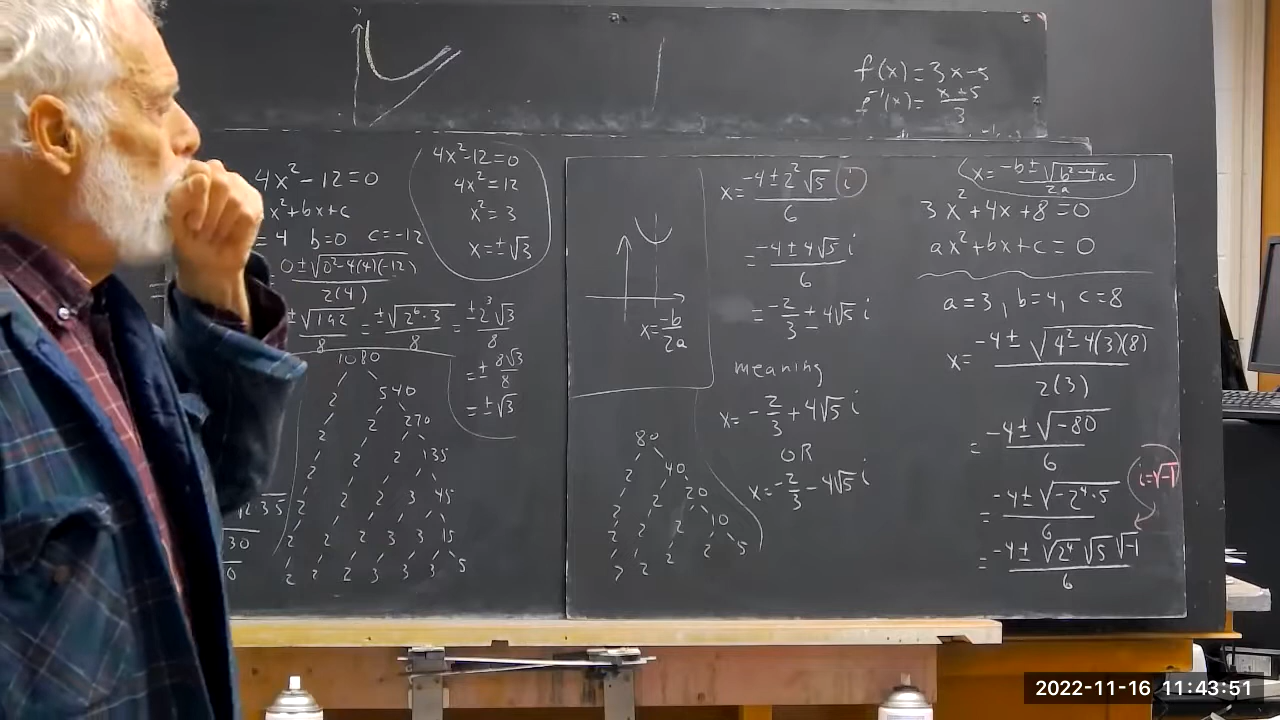 y
f(x) = 3x-5
f⁻¹(x) = (x+5)/3
4x²-12=0
x²+bx+c
= 4 b=0 c=-12
0±√(0²-4(4)(-12))
2(4)
±√192/8 = ±√(2⁶·3)/8 = ±2³√3/8
= ± 8√3/8
= ±√3
4x²-12=0
4x²=12
x²=3
x=±√3
1080
2 540
2 2 270
2 2 2 135
2 2 2 3 45
2 2 2 3 3 15
2 2 2 3 3 3 5
30
x = -b/2a
80
2 40
2 2 20
2 2 2 10
2 2 2 2 5
x = (-4±2²√5 i)/6
= (-4±4√5 i)/6
= -2/3 ± 4√5 i
meaning
x = -2/3 + 4√5 i
OR
x = -2/3 - 4√5 i
x = (-b±√(b²-4ac))/2a
3x²+4x+8=0
ax²+bx+c=0
a=3, b=4, c=8
x = (-4±√(4²-4(3)(8)))/2(3)
= (-4±√-80)/6
= (-4±√(-2⁴·5))/6
i=√-1
= (-4±√2⁴ √5 √-1)/6
2022-11-16 11:43:51